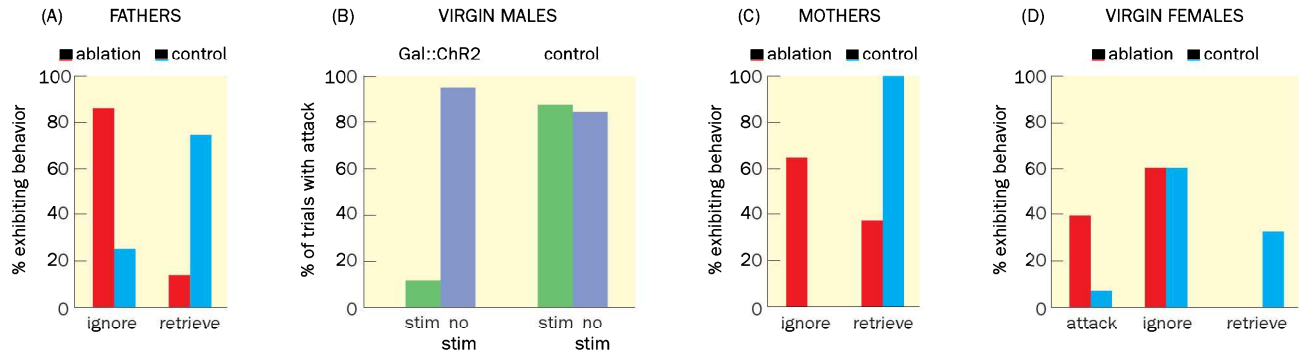 (A) FATHERS
ablation control
% exhibiting behavior
100
80
60
40
20
0
ignore retrieve
(B) VIRGIN MALES
Gal::ChR2 control
% of trials with attack
100
80
60
40
20
0
stim no stim
stim no stim
(C) MOTHERS
ablation control
% exhibiting behavior
100
80
60
40
20
0
ignore retrieve
(D) VIRGIN FEMALES
ablation control
% exhibiting behavior
100
80
60
40
20
0
attack ignore retrieve